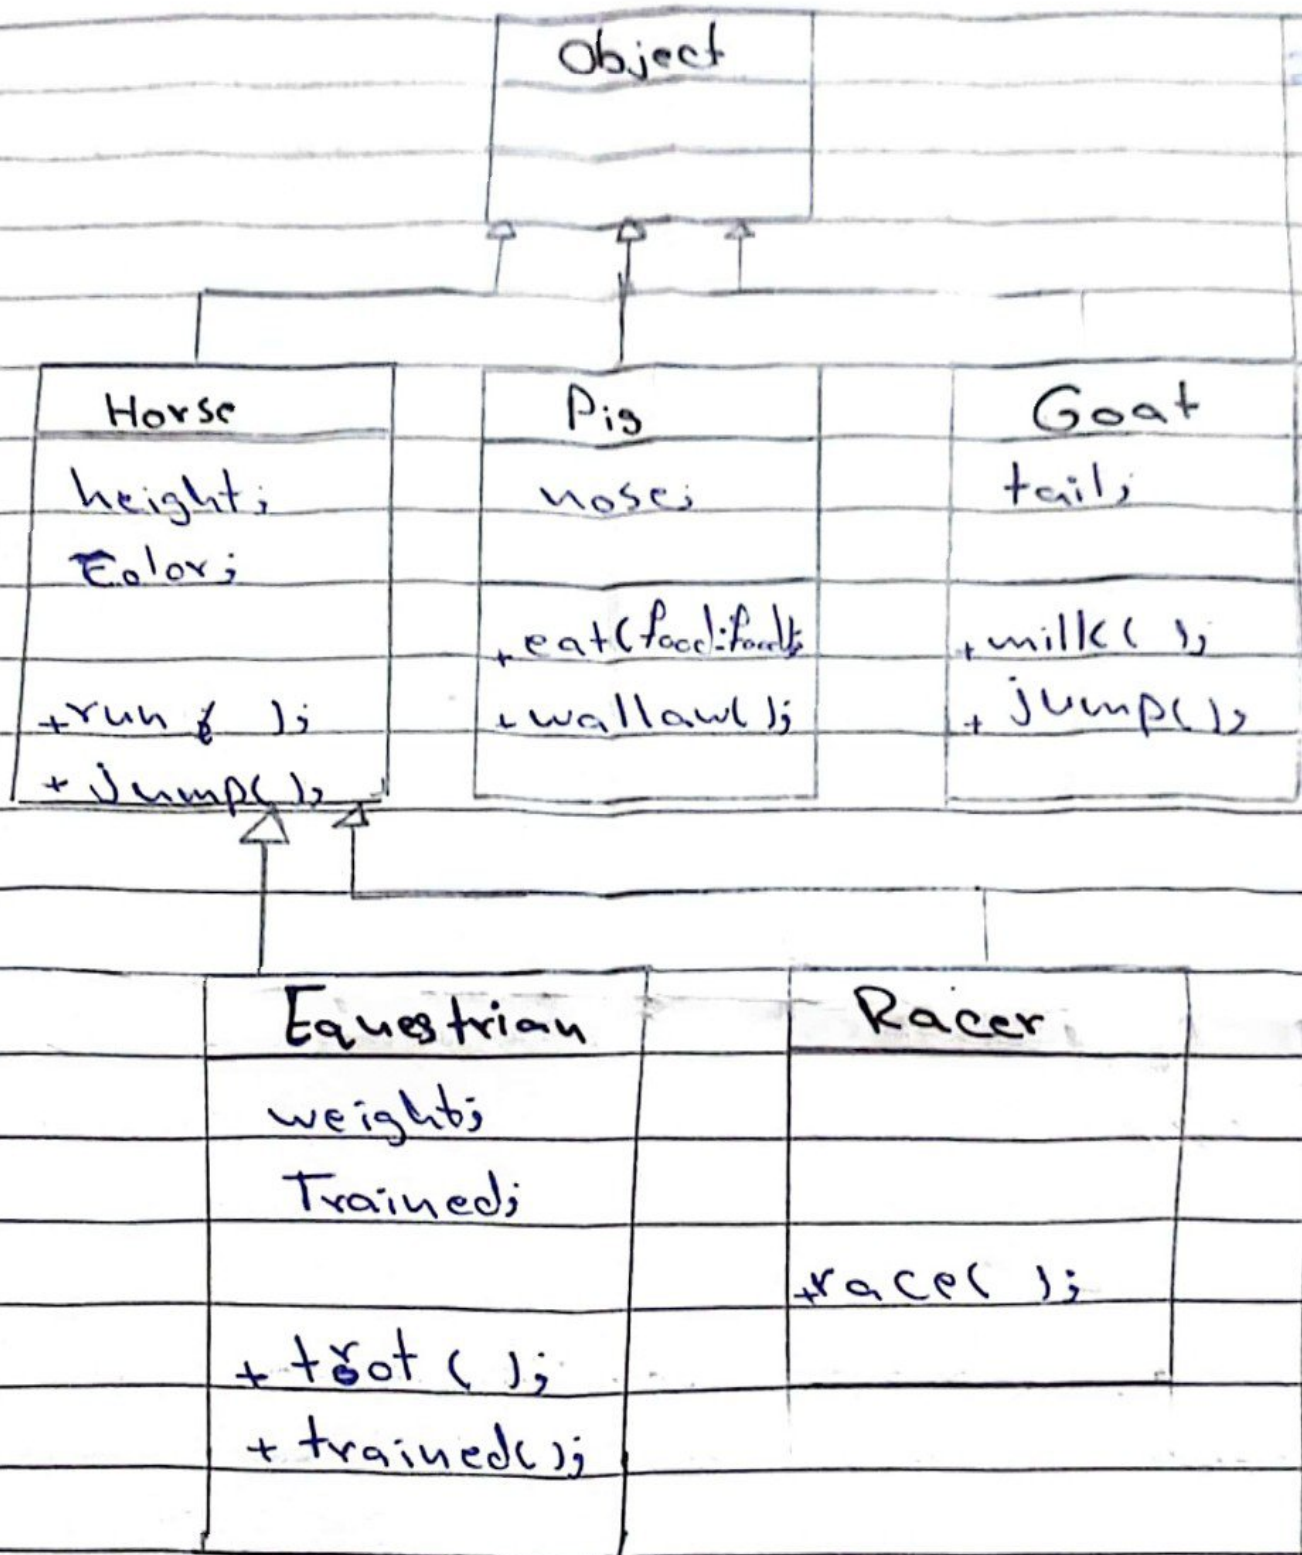 Object
Horse
height;
Color;
+run( );
+ jump();
Pig
nose;
+eat(food:food);
+wallaw();
Goat
tail;
+milk( );
+ jump();
Equestrian
weight;
Trained;
+ trot ( );
+ trained();
Racer
+race( );